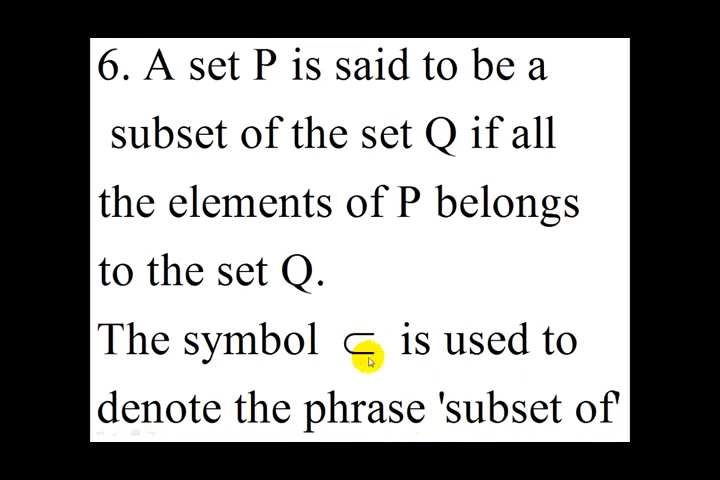 6. A set P is said to be a
subset of the set Q if all
the elements of P belongs
to the set Q.
The symbol ⊂ is used to
denote the phrase 'subset of'